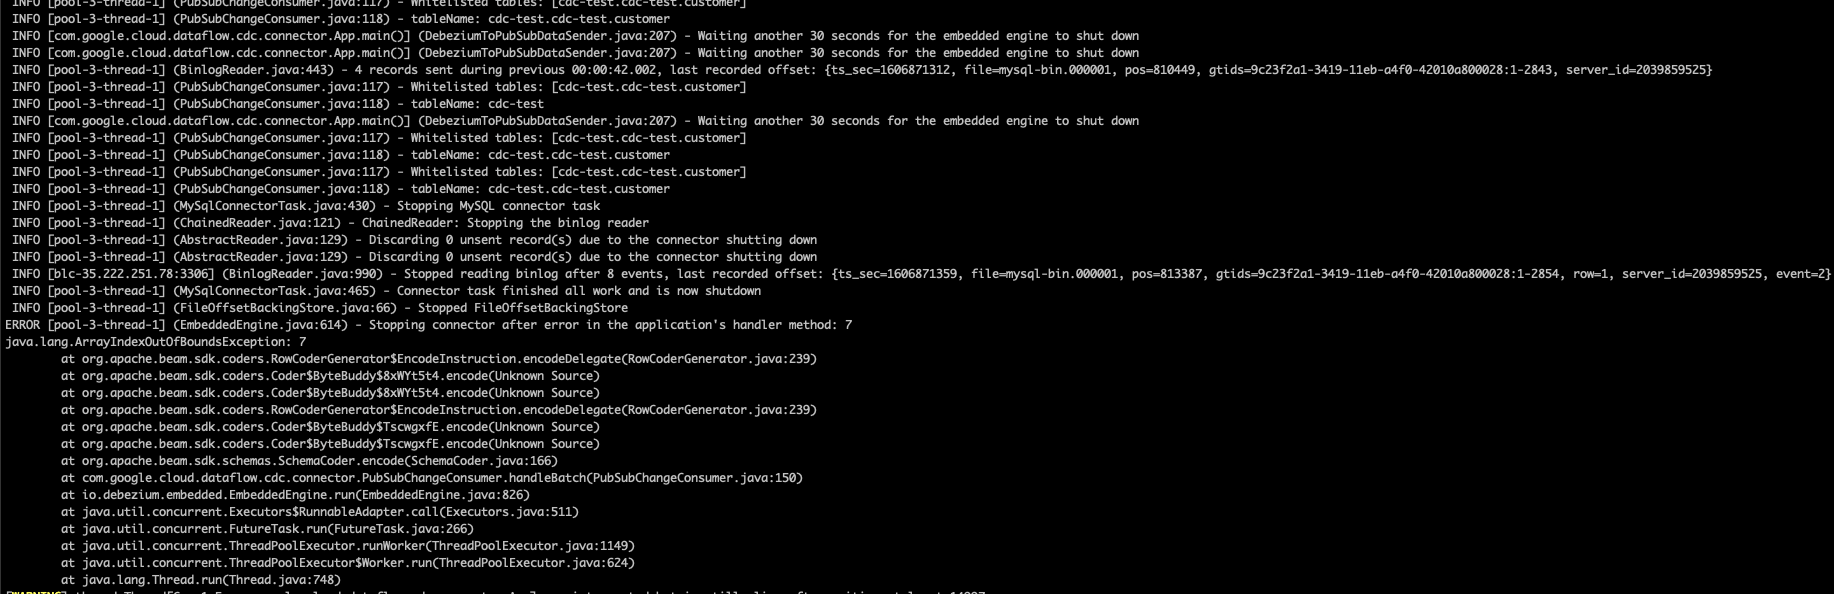 INFO [pool-3-thread-1] (PubSubChangeConsumer.java:117) - Whitelisted tables: [cdc-test.cdc-test.customer]
INFO [pool-3-thread-1] (PubSubChangeConsumer.java:118) - tableName: cdc-test.cdc-test.customer
INFO [com.google.cloud.dataflow.cdc.connector.App.main()] (DebeziumToPubSubDataSender.java:207) - Waiting another 30 seconds for the embedded engine to shut down
INFO [com.google.cloud.dataflow.cdc.connector.App.main()] (DebeziumToPubSubDataSender.java:207) - Waiting another 30 seconds for the embedded engine to shut down
INFO [pool-3-thread-1] (BinlogReader.java:443) - 4 records sent during previous 00:00:42.002, last recorded offset: {ts_sec=1606871312, file=mysql-bin.000001, pos=810449, gtids=9c23f2a1-3419-11eb-a4f0-42010a800028:1-2843, server_id=2039859525}
INFO [pool-3-thread-1] (PubSubChangeConsumer.java:117) - Whitelisted tables: [cdc-test.cdc-test.customer]
INFO [pool-3-thread-1] (PubSubChangeConsumer.java:118) - tableName: cdc-test
INFO [com.google.cloud.dataflow.cdc.connector.App.main()] (DebeziumToPubSubDataSender.java:207) - Waiting another 30 seconds for the embedded engine to shut down
INFO [pool-3-thread-1] (PubSubChangeConsumer.java:117) - Whitelisted tables: [cdc-test.cdc-test.customer]
INFO [pool-3-thread-1] (PubSubChangeConsumer.java:118) - tableName: cdc-test.cdc-test.customer
INFO [pool-3-thread-1] (PubSubChangeConsumer.java:117) - Whitelisted tables: [cdc-test.cdc-test.customer]
INFO [pool-3-thread-1] (PubSubChangeConsumer.java:118) - tableName: cdc-test.cdc-test.customer
INFO [pool-3-thread-1] (MySqlConnectorTask.java:430) - Stopping MySQL connector task
INFO [pool-3-thread-1] (ChainedReader.java:121) - ChainedReader: Stopping the binlog reader
INFO [pool-3-thread-1] (AbstractReader.java:129) - Discarding 0 unsent record(s) due to the connector shutting down
INFO [pool-3-thread-1] (AbstractReader.java:129) - Discarding 0 unsent record(s) due to the connector shutting down
INFO [blc-35.222.251.78:3306] (BinlogReader.java:990) - Stopped reading binlog after 8 events, last recorded offset: {ts_sec=1606871359, file=mysql-bin.000001, pos=813387, gtids=9c23f2a1-3419-11eb-a4f0-42010a800028:1-2854, row=1, server_id=2039859525, event=2}
INFO [pool-3-thread-1] (MySqlConnectorTask.java:465) - Connector task finished all work and is now shutdown
INFO [pool-3-thread-1] (FileOffsetBackingStore.java:66) - Stopped FileOffsetBackingStore
ERROR [pool-3-thread-1] (EmbeddedEngine.java:614) - Stopping connector after error in the application's handler method: 7
java.lang.ArrayIndexOutOfBoundsException: 7
at org.apache.beam.sdk.coders.RowCoderGenerator$EncodeInstruction.encodeDelegate(RowCoderGenerator.java:239)
at org.apache.beam.sdk.coders.Coder$ByteBuddy$8xWYt5t4.encode(Unknown Source)
at org.apache.beam.sdk.coders.Coder$ByteBuddy$8xWYt5t4.encode(Unknown Source)
at org.apache.beam.sdk.coders.RowCoderGenerator$EncodeInstruction.encodeDelegate(RowCoderGenerator.java:239)
at org.apache.beam.sdk.coders.Coder$ByteBuddy$TscwgxfE.encode(Unknown Source)
at org.apache.beam.sdk.coders.Coder$ByteBuddy$TscwgxfE.encode(Unknown Source)
at org.apache.beam.sdk.schemas.SchemaCoder.encode(SchemaCoder.java:166)
at com.google.cloud.dataflow.cdc.connector.PubSubChangeConsumer.handleBatch(PubSubChangeConsumer.java:150)
at io.debezium.embedded.EmbeddedEngine.run(EmbeddedEngine.java:826)
at java.util.concurrent.Executors$RunnableAdapter.call(Executors.java:511)
at java.util.concurrent.FutureTask.run(FutureTask.java:266)
at java.util.concurrent.ThreadPoolExecutor.runWorker(ThreadPoolExecutor.java:1149)
at java.util.concurrent.ThreadPoolExecutor$Worker.run(ThreadPoolExecutor.java:624)
at java.lang.Thread.run(Thread.java:748)